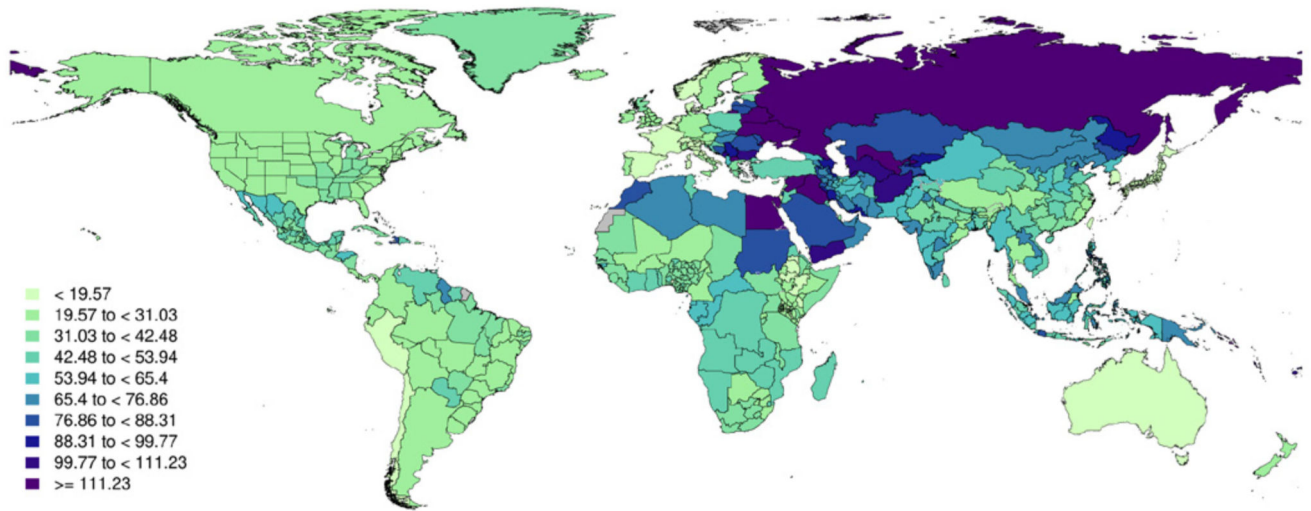 < 19.57
19.57 to < 31.03
31.03 to < 42.48
42.48 to < 53.94
53.94 to < 65.4
65.4 to < 76.86
76.86 to < 88.31
88.31 to < 99.77
99.77 to < 111.23
>= 111.23